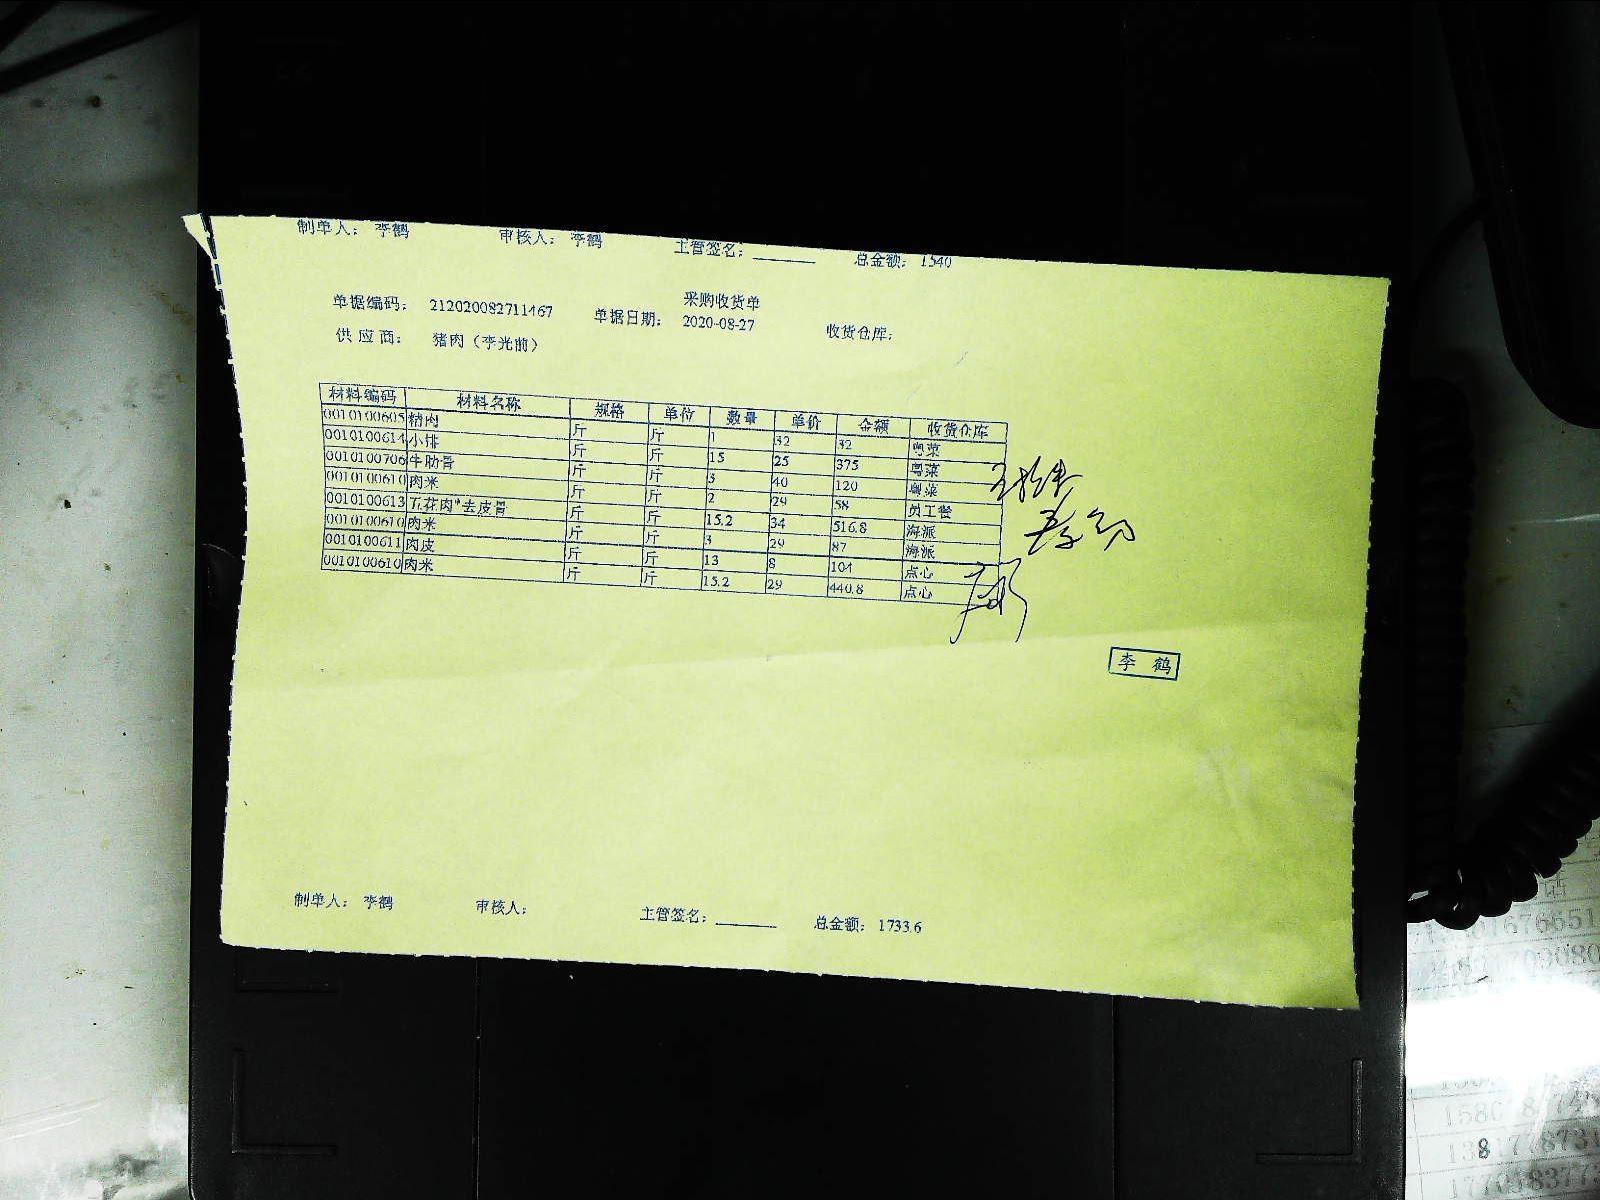 制单人： 李鹤 审核人： 李鹤 主管签名：______ 总金额： 1540
采购收货单
单据编码： 212020082711467 单据日期： 2020-08-27 收货仓库：
供 应 商： 猪肉（李光前）
材料编码 材料名称 规格 单位 数量 单价 金额 收货仓库
0010100605 精肉 斤 斤 1 32 32 粤菜
0010100614 小排 斤 斤 15 25 375 粤菜
0010100706 牛肋骨 斤 斤 3 40 120 粤菜
0010100610 肉米 斤 斤 2 29 58 员工餐
0010100613 五花肉*去皮骨 斤 斤 15.2 34 516.8 海派
0010100610 肉米 斤 斤 3 29 87 海派
0010100611 肉皮 斤 斤 13 8 104 点心
0010100610 肉米 斤 斤 15.2 29 440.8 点心
李 鹤
制单人： 李鹤 审核人： 主管签名：______ 总金额： 1733.6